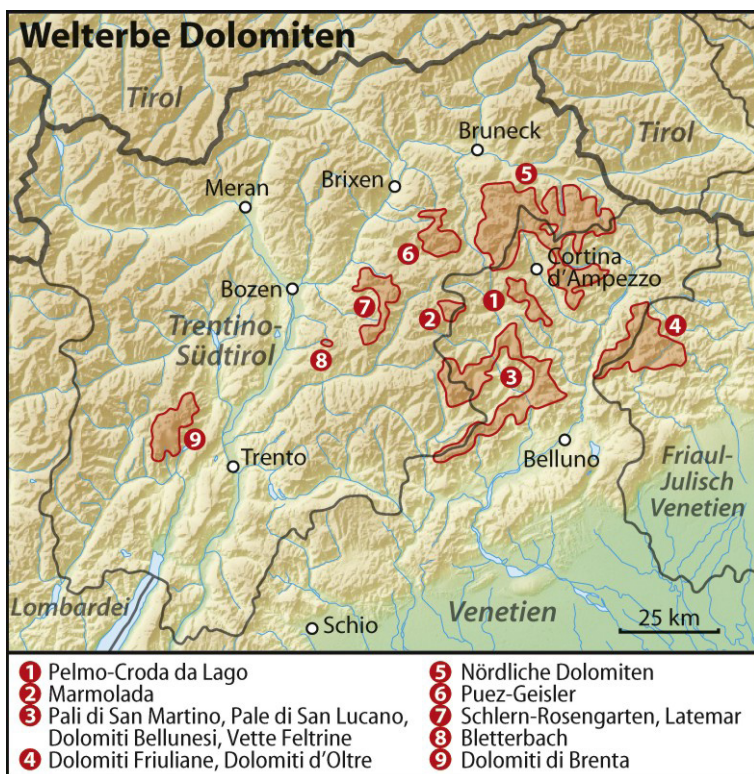 Welterbe Dolomiten
Tirol
Bruneck
Tirol
Brixen
5
Meran
6
Cortina
d'Ampezzo
Bozen
7
2
1
4
Trentino-
Südtirol
8
3
9
Trento
Belluno
Friaul-
Julisch
Venetien
Lombardei
Venetien
25 km
Schio
1 Pelmo-Croda da Lago
2 Marmolada
3 Pali di San Martino, Pale di San Lucano,
Dolomiti Bellunesi, Vette Feltrine
4 Dolomiti Friuliane, Dolomiti d'Oltre
5 Nördliche Dolomiten
6 Puez-Geisler
7 Schlern-Rosengarten, Latemar
8 Bletterbach
9 Dolomiti di Brenta